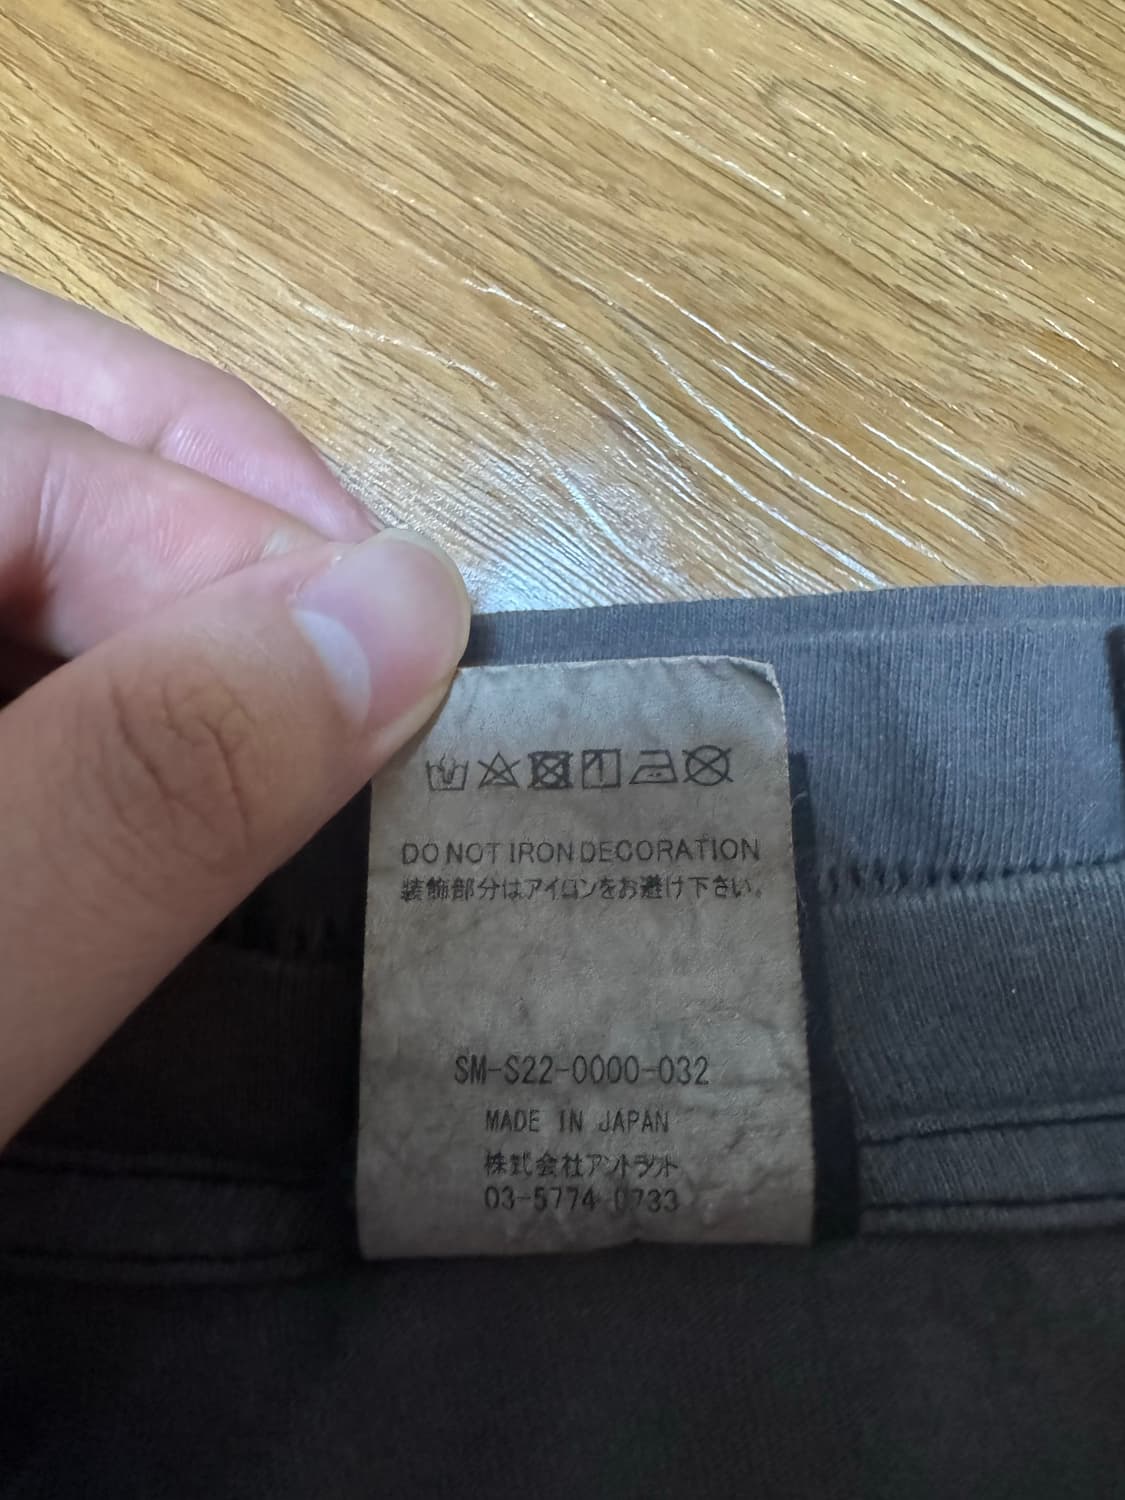 DO NOT IRON DECORATION
装飾部分はアイロンをお避け下さい。
SM-S22-0000-032
MADE IN JAPAN
株式会社アントラクト
03-5774-0733